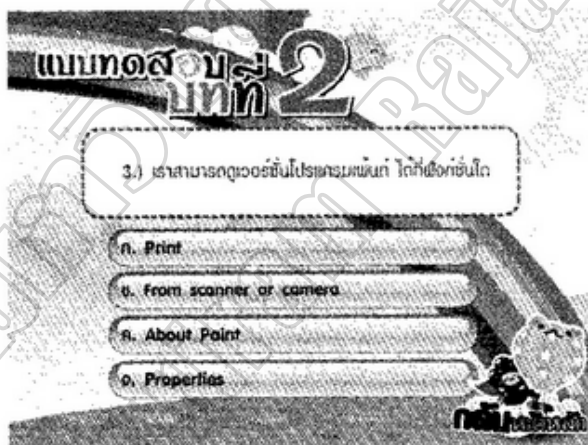 แบบทดสอบ
บทที่ 2
3.) เราสามารถดูเวอร์ชั่นโปรแกรมเพ้นท์ ได้ที่ฟังก์ชั่นใด
ก. Print
ข. From scanner or camera
ค. About Paint
ง. Properties